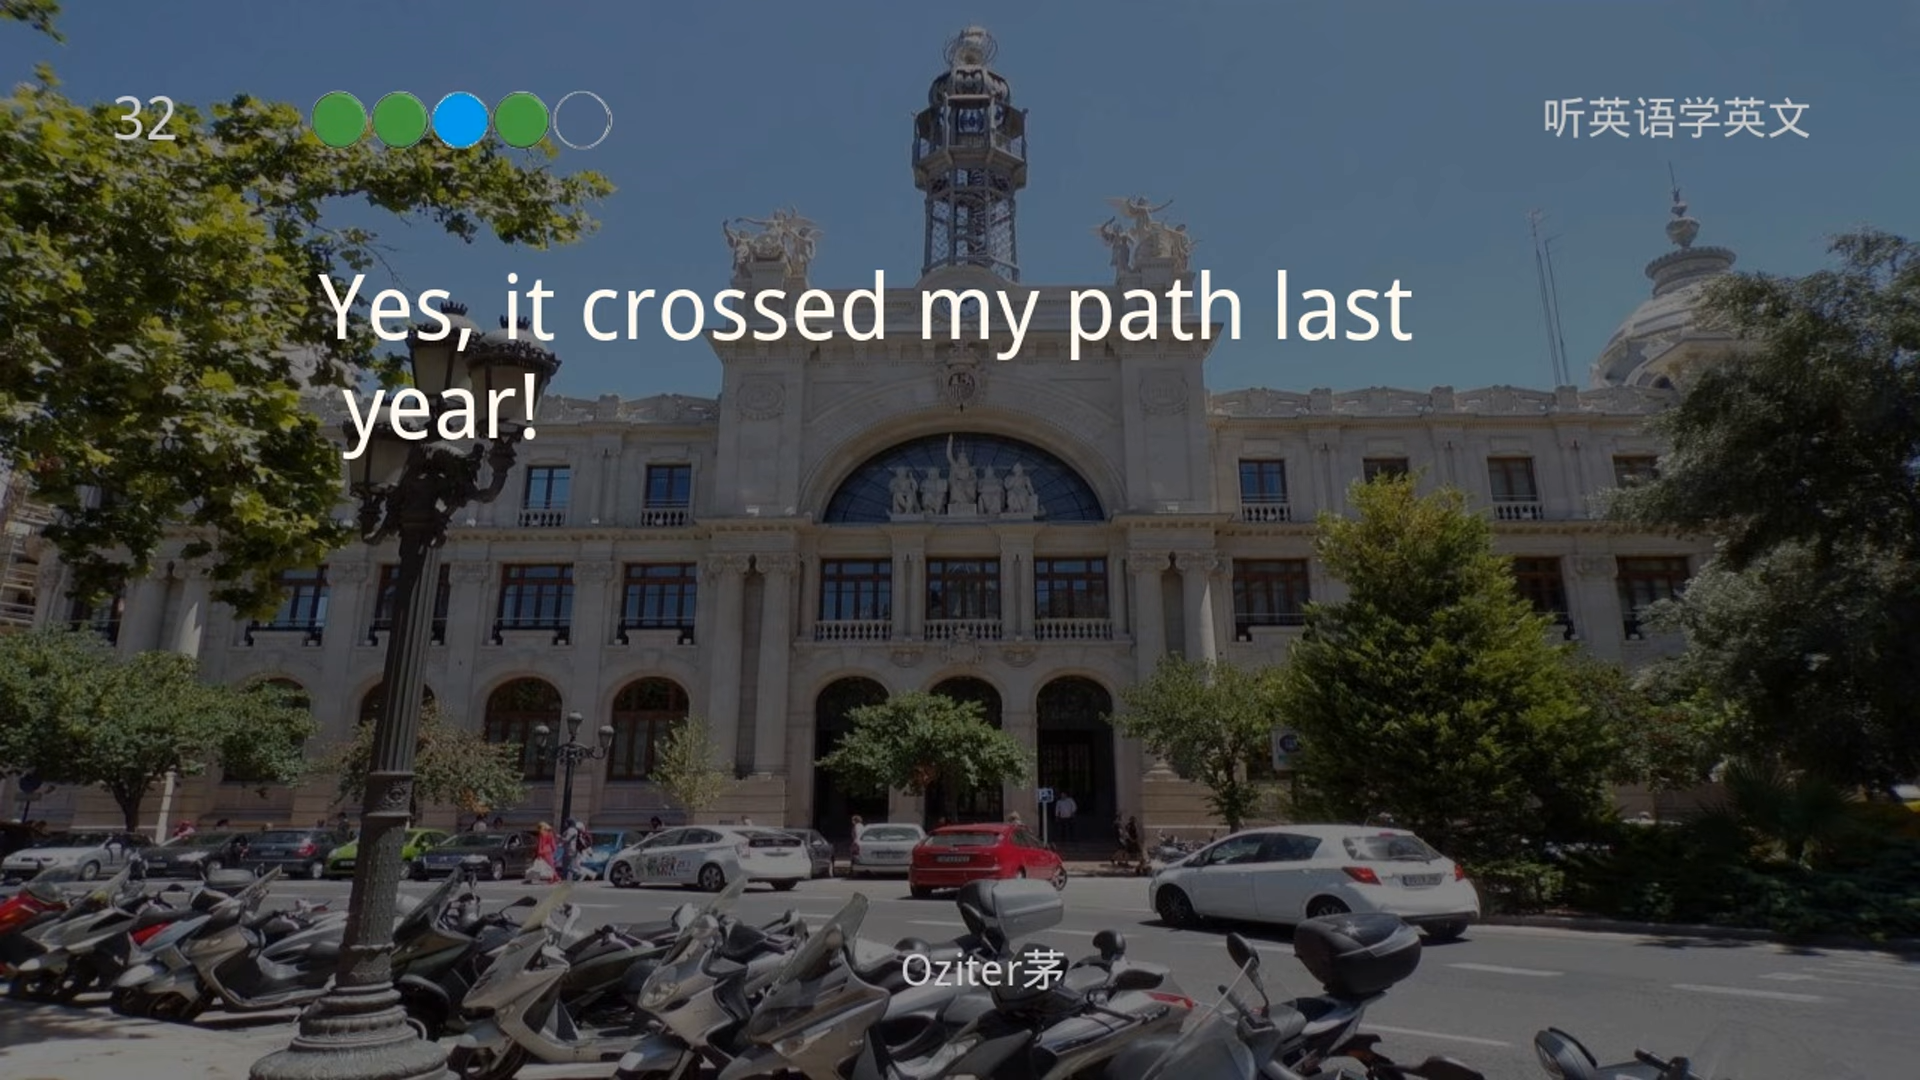 32
听英语学英文
Yes, it crossed my path last
year!
Oziter茅